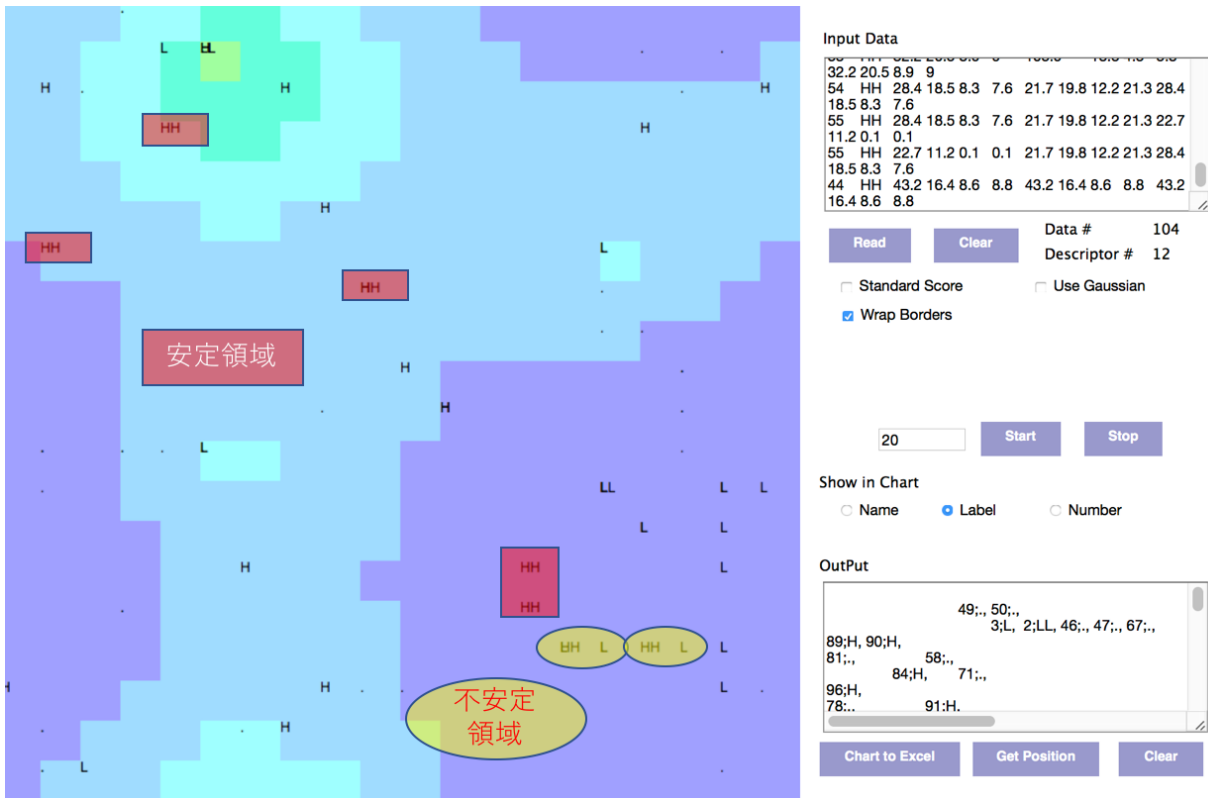 L HL
H . H . H
HH H
H
HH L
HH
安定領域
H
H
L
LL L L
L L
H HH L
HH
HH L HH L L
H H . . L .
不安定
領域
. H
. L
Input Data
32.2 20.5 8.9 9
54 HH 28.4 18.5 8.3 7.6 21.7 19.8 12.2 21.3 28.4
18.5 8.3 7.6
55 HH 28.4 18.5 8.3 7.6 21.7 19.8 12.2 21.3 22.7
11.2 0.1 0.1
55 HH 22.7 11.2 0.1 0.1 21.7 19.8 12.2 21.3 28.4
18.5 8.3 7.6
44 HH 43.2 16.4 8.6 8.8 43.2 16.4 8.6 8.8 43.2
16.4 8.6 8.8
Read Clear Data # 104
Descriptor # 12
Standard Score Use Gaussian
Wrap Borders
20 Start Stop
Show in Chart
Name Label Number
OutPut
49;., 50;.,
3;L, 2;LL, 46;., 47;., 67;.,
89;H, 90;H,
81;., 58;.,
84;H, 71;.,
96;H,
78;., 91;H,
Chart to Excel Get Position Clear